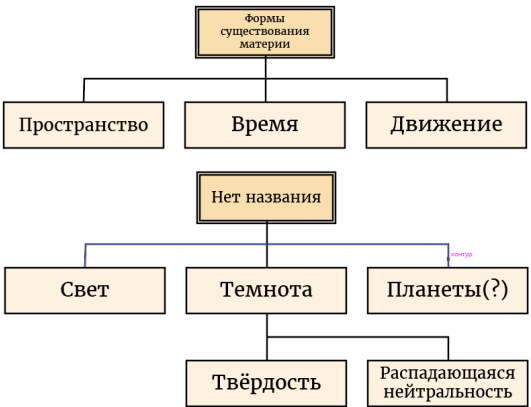 Формы
существования
материи
Пространство
Время
Движение
Нет названия
контур
Свет
Темнота
Планеты(?)
Твёрдость
Распадающаяся
нейтральность